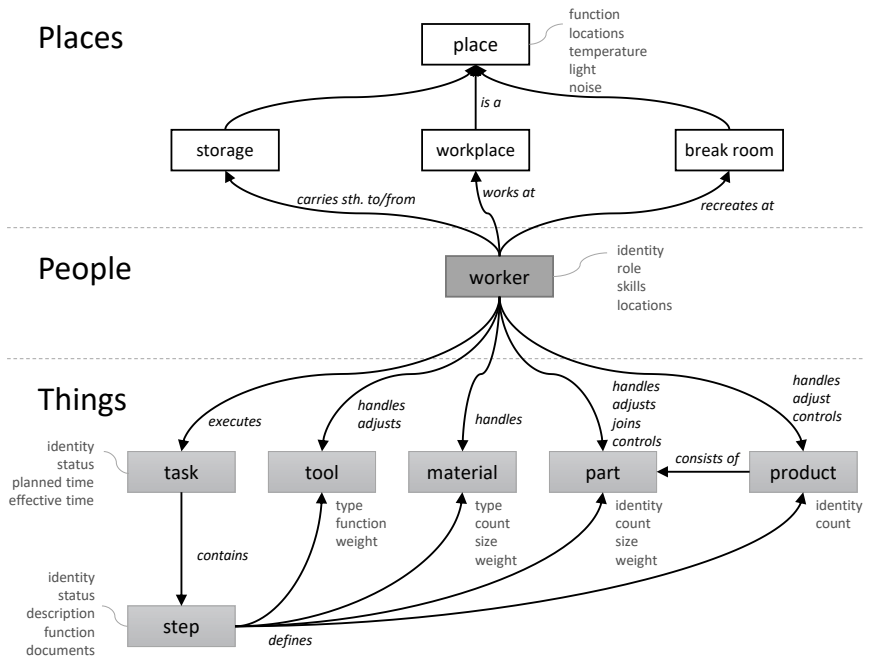 Places
place
function
locations
temperature
light
noise
is a
storage
workplace
break room
carries sth. to/from
works at
recreates at
People
worker
identity
role
skills
locations
Things
executes
handles
adjusts
handles
handles
adjusts
joins
controls
handles
adjust
controls
identity
status
planned time
effective time
task
tool
material
part
consists of
product
type
function
weight
type
count
size
weight
identity
count
size
weight
identity
count
contains
identity
status
description
function
documents
step
defines